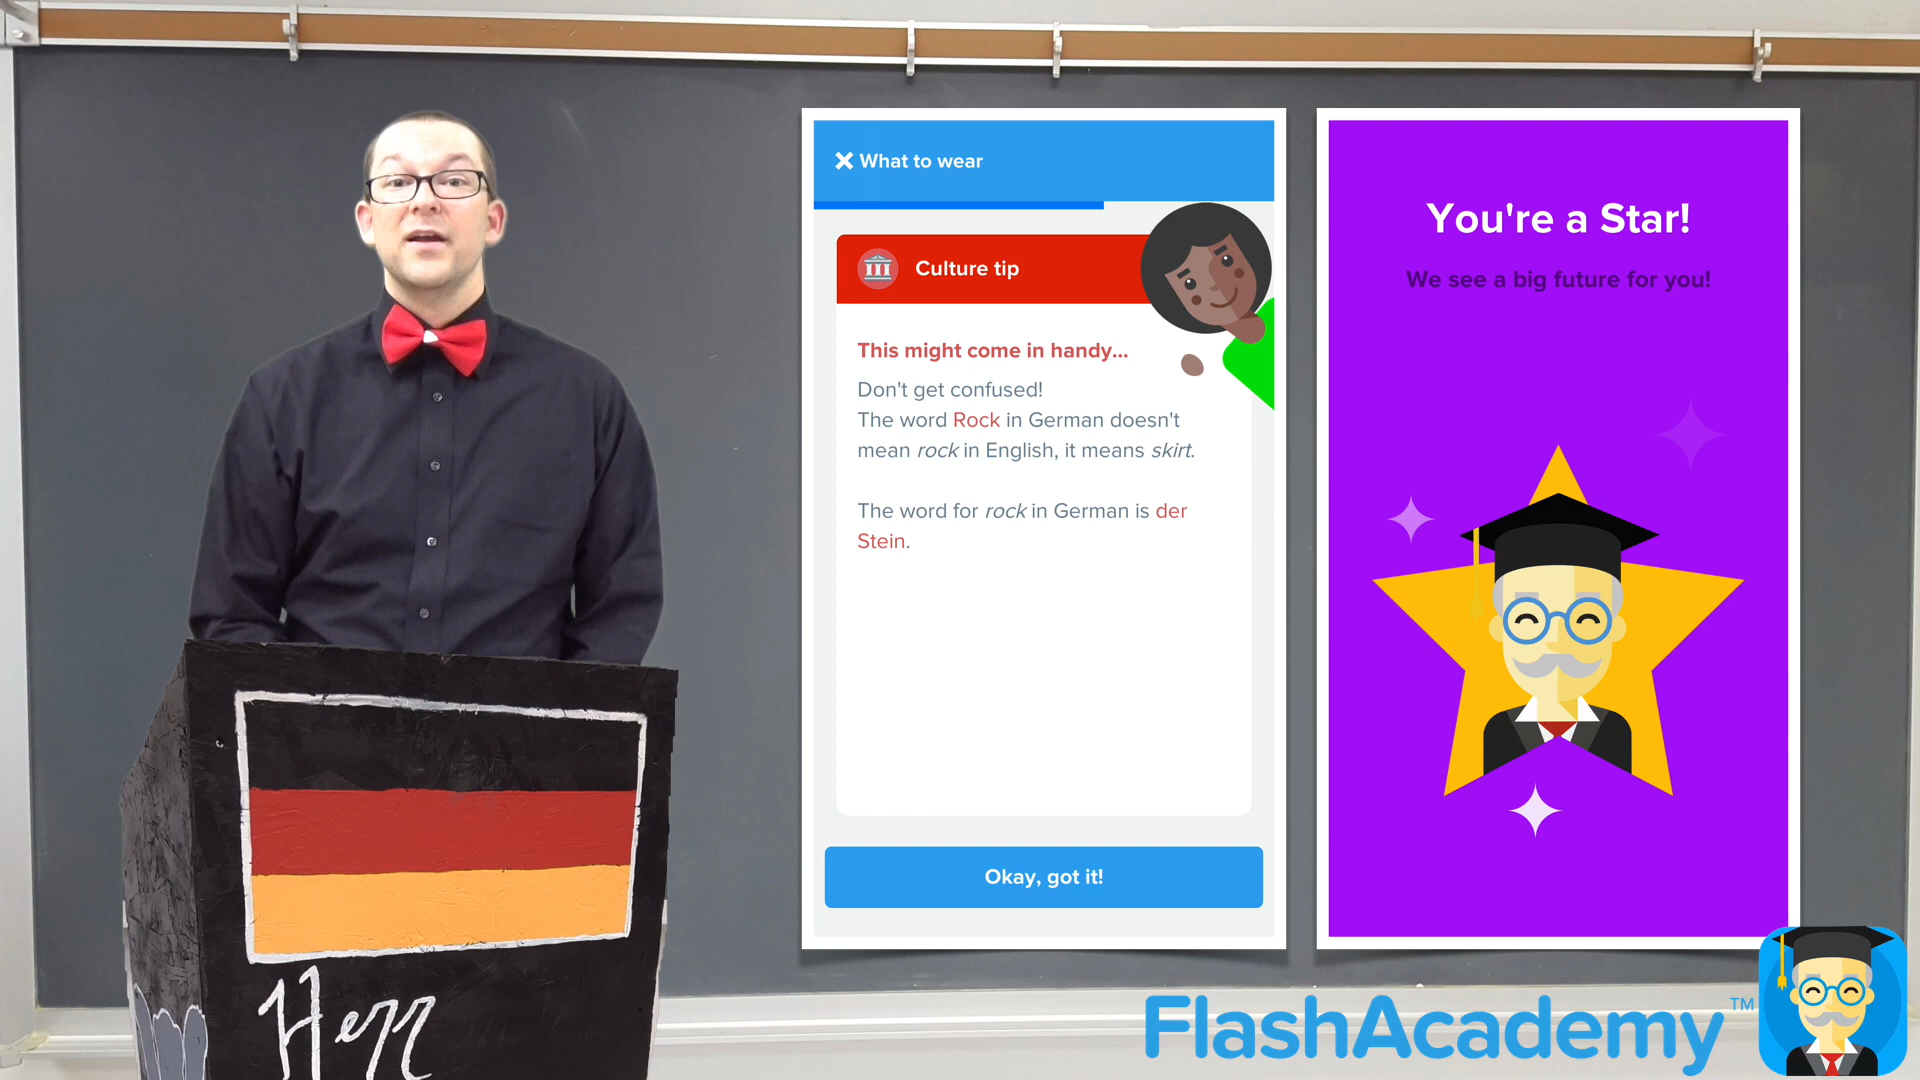 What to wear
Culture tip
This might come in handy...
Don't get confused!
The word Rock in German doesn't
mean rock in English, it means skirt.
The word for rock in German is der
Stein.
Okay, got it!
You're a Star!
We see a big future for you!
Herr
FlashAcademy™